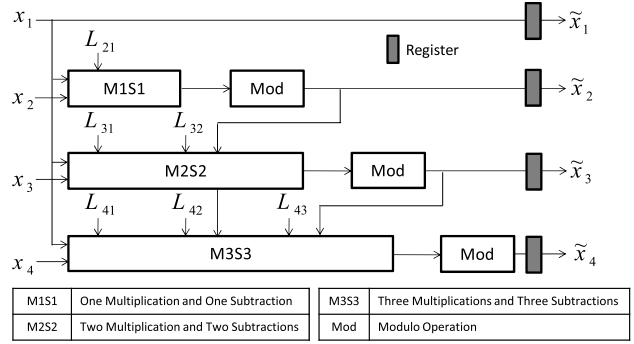 x1 x̃1
L21
Register
x2 M1S1 Mod x̃2
L31 L32
x3 M2S2 Mod x̃3
L41 L42 L43
x4 M3S3 Mod x̃4
M1S1 One Multiplication and One Subtraction
M3S3 Three Multiplications and Three Subtractions
M2S2 Two Multiplication and Two Subtractions
Mod Modulo Operation